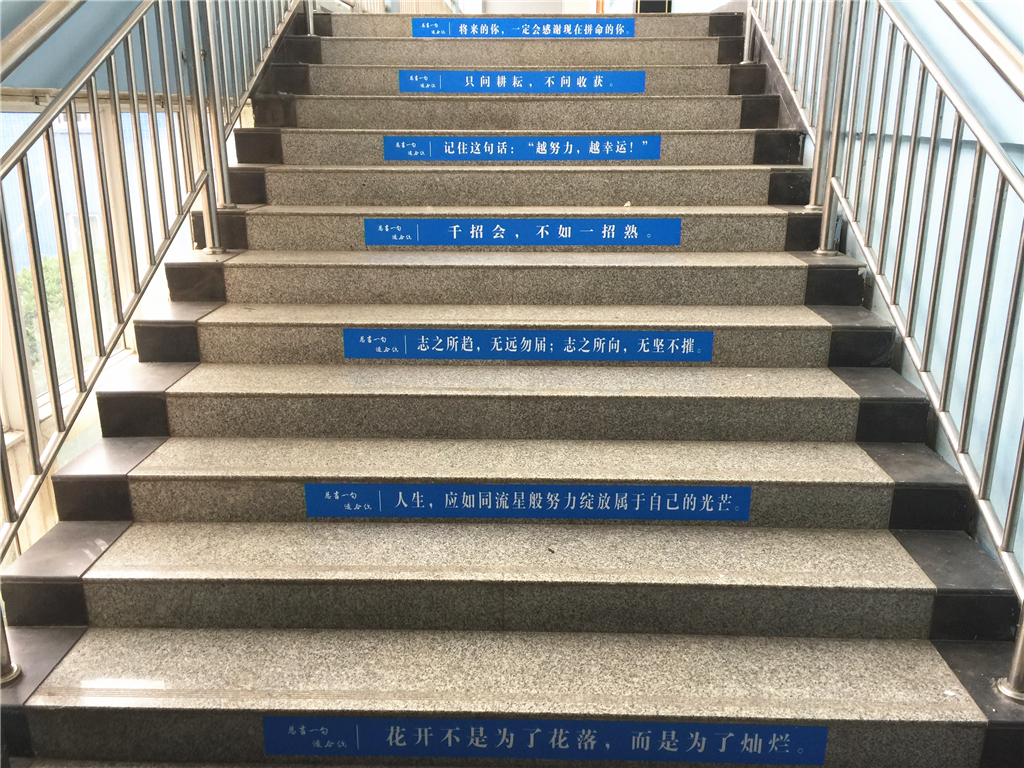 将来的你，一定会感谢现在拼命的你。
只问耕耘，不问收获。
记住这句话：“越努力，越幸运！”
千招会，不如一招熟。
志之所趋，无远勿届；志之所向，无坚不摧。
人生，应如同流星般努力绽放属于自己的光芒。
花开不是为了花落，而是为了灿烂。